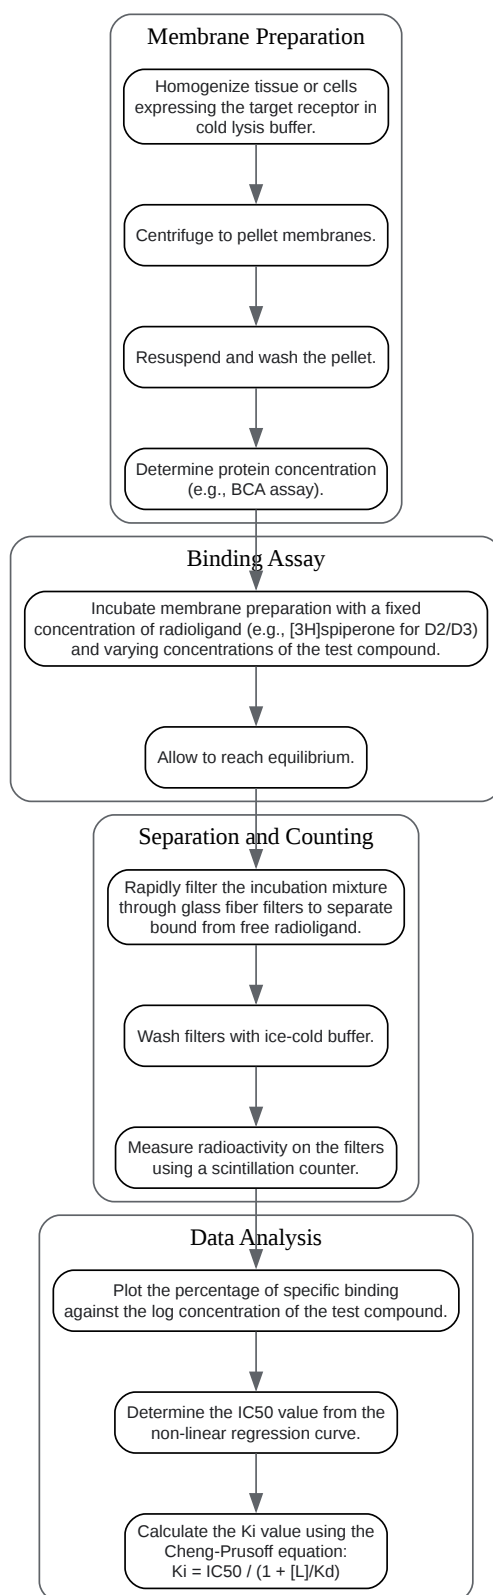 Membrane Preparation
Homogenize tissue or cells
expressing the target receptor in
cold lysis buffer.
Centrifuge to pellet membranes.
Resuspend and wash the pellet.
Determine protein concentration
(e.g., BCA assay).
Binding Assay
Incubate membrane preparation with a fixed
concentration of radioligand (e.g., [3H]spiperone for D2/D3)
and varying concentrations of the test compound.
Allow to reach equilibrium.
Separation and Counting
Rapidly filter the incubation mixture
through glass fiber filters to separate
bound from free radioligand.
Wash filters with ice-cold buffer.
Measure radioactivity on the filters
using a scintillation counter.
Data Analysis
Plot the percentage of specific binding
against the log concentration of the test compound.
Determine the IC50 value from the
non-linear regression curve.
Calculate the Ki value using the
Cheng-Prusoff equation:
Ki = IC50 / (1 + [L]/Kd)